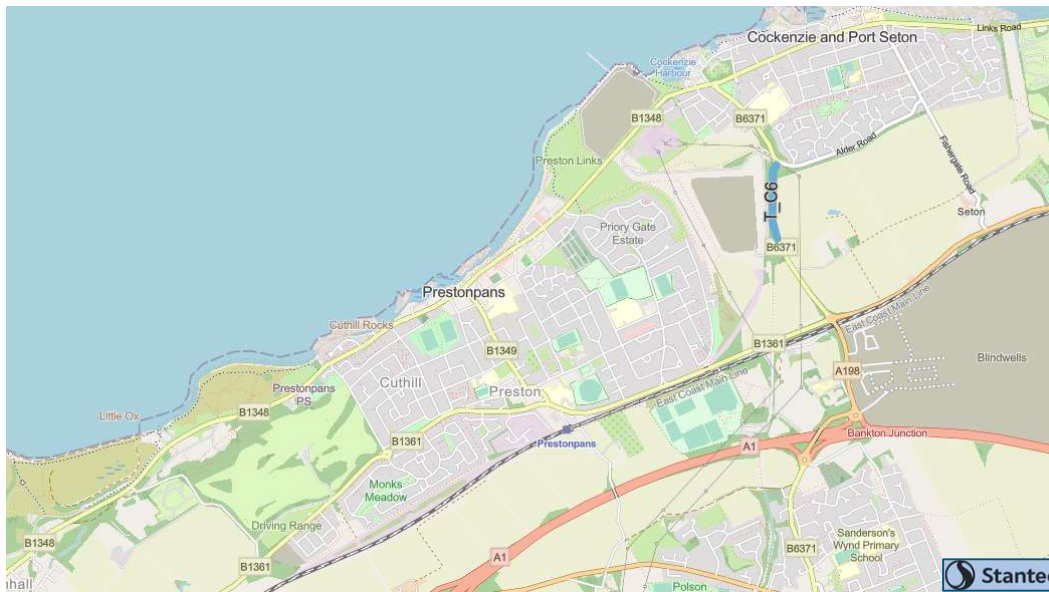 Cockenzie and Port Seton
Links Road
Cockenzie
Harbour
B1348
B6371
Alder Road
Fishergate Road
Preston Links
T_C6
Seton
Priory Gate
Estate
B6371
Prestonpans
East Coast Main Line
Cuthill Rocks
B1349
B1361
Blindwells
A198
Cuthill
Preston
East Coast Main Line
Prestonpans
PS
Little Ox
B1348
B1361
Prestonpans
Bankton Junction
A1
Monks
Meadow
Driving Range
Sanderson's
Wynd Primary
School
B1348
B6371
A1
B1361
nhall
Polson
Stantec